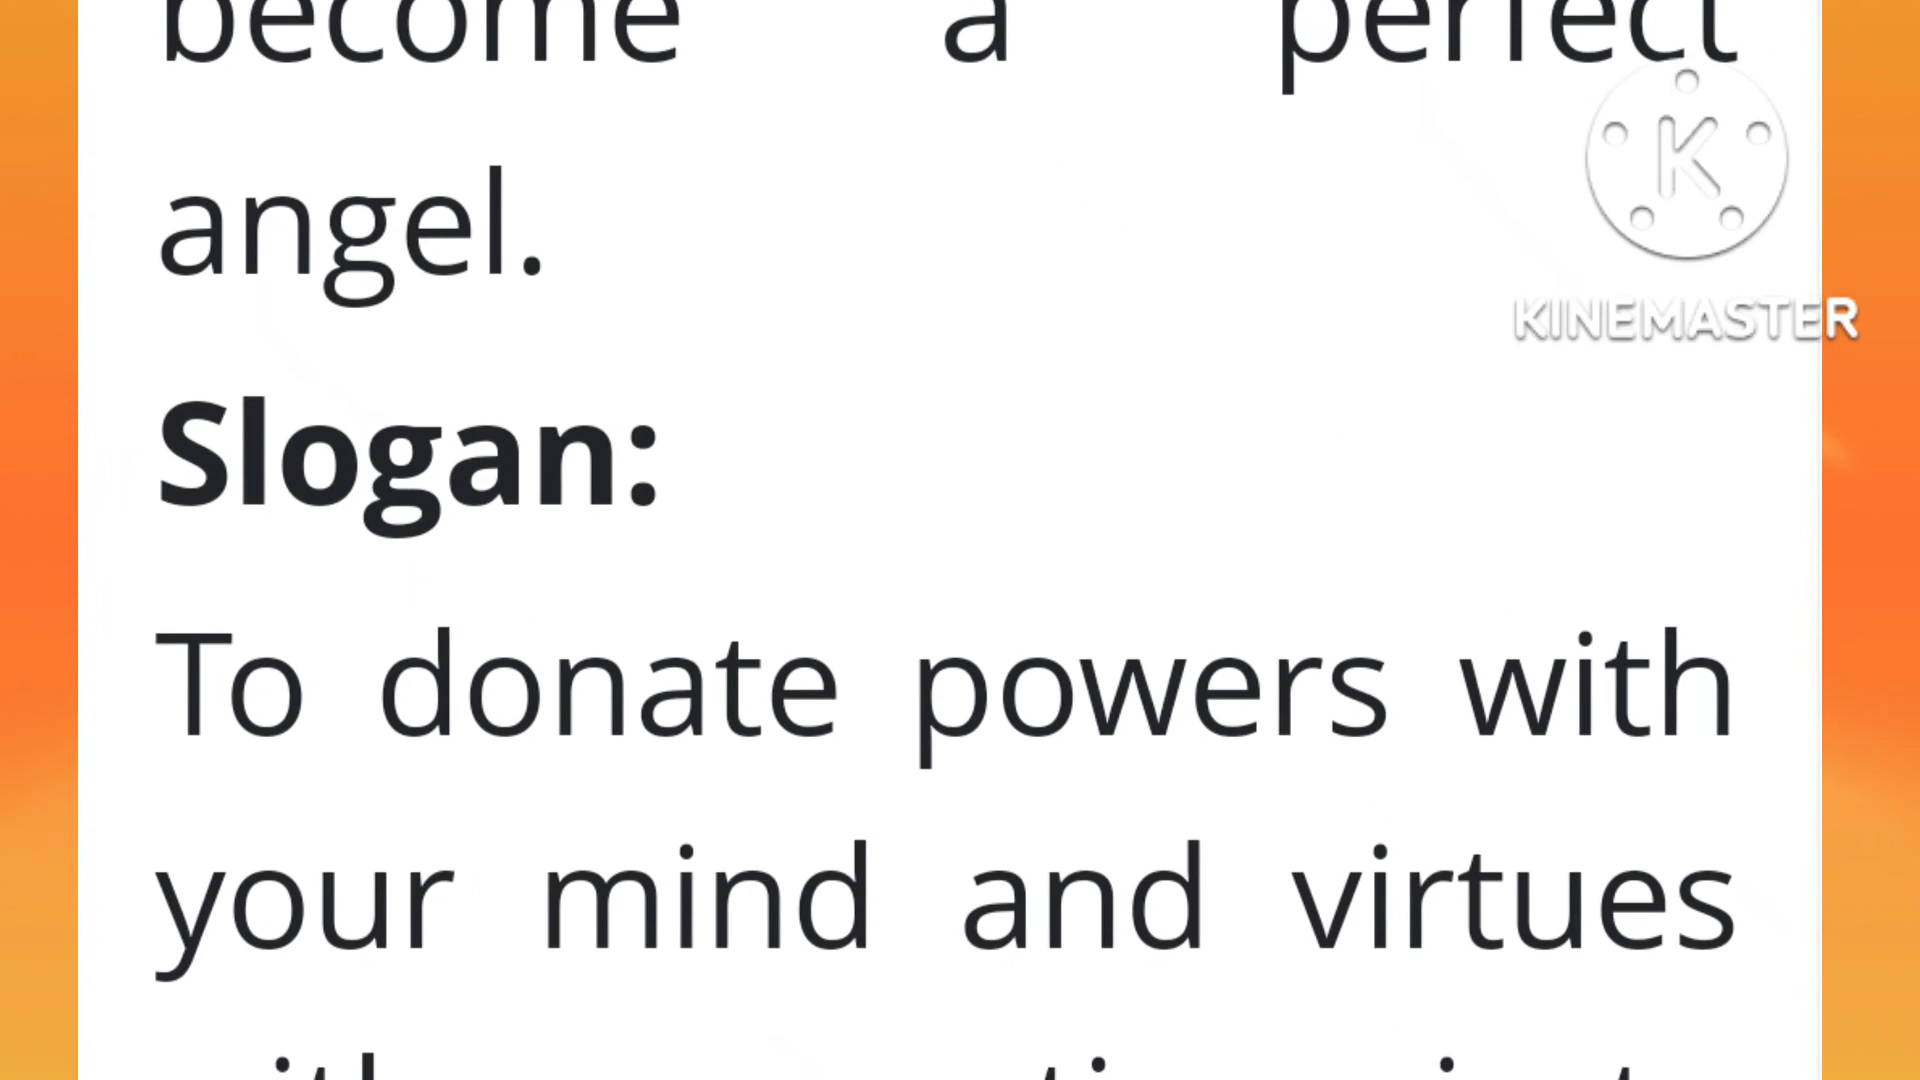 become a perfect
angel.
KINEMASTER
Slogan:
To donate powers with
your mind and virtues